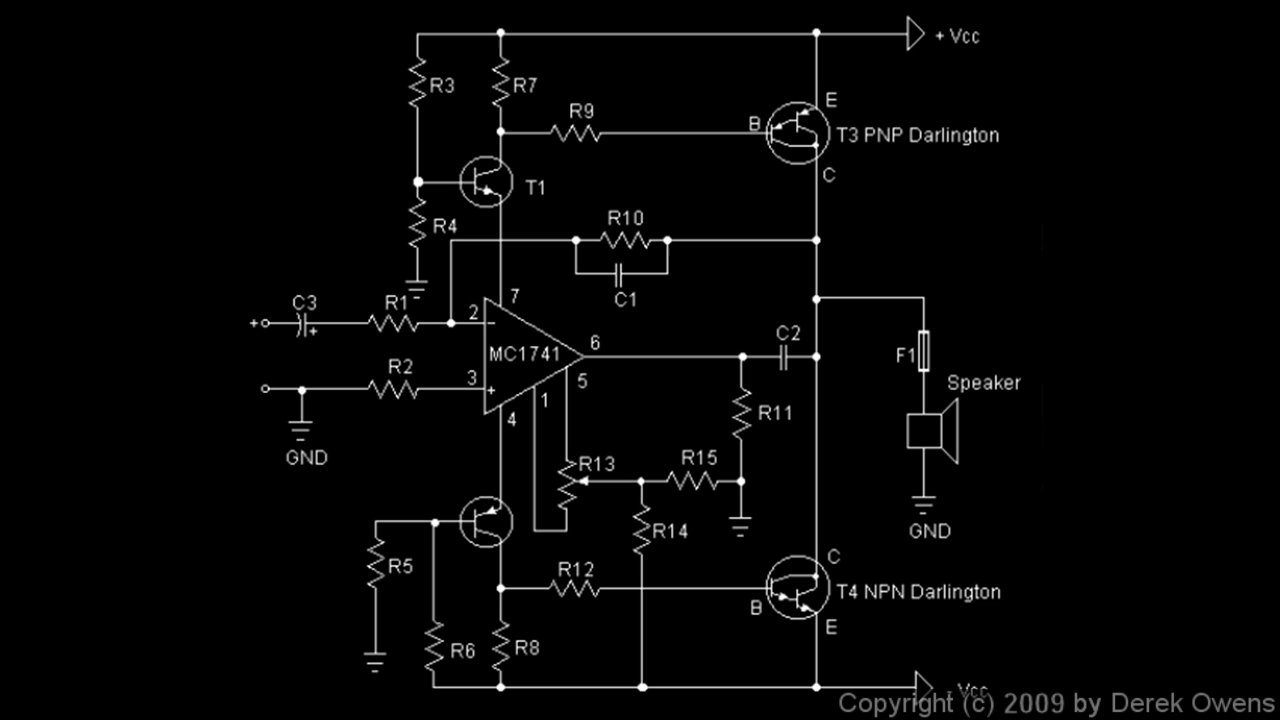 + Vcc
R3
R7
R9
E
B
T3 PNP Darlington
C
T1
R10
R4
C1
7
C3
R1
2
−
+
+
C2
6
MC1741
F1
R2
3
5
+
Speaker
1
R11
4
GND
R13
R15
R14
GND
R5
R12
C
T4 NPN Darlington
B
E
R6
R8
- Vcc
Copyright (c) 2009 by Derek Owens